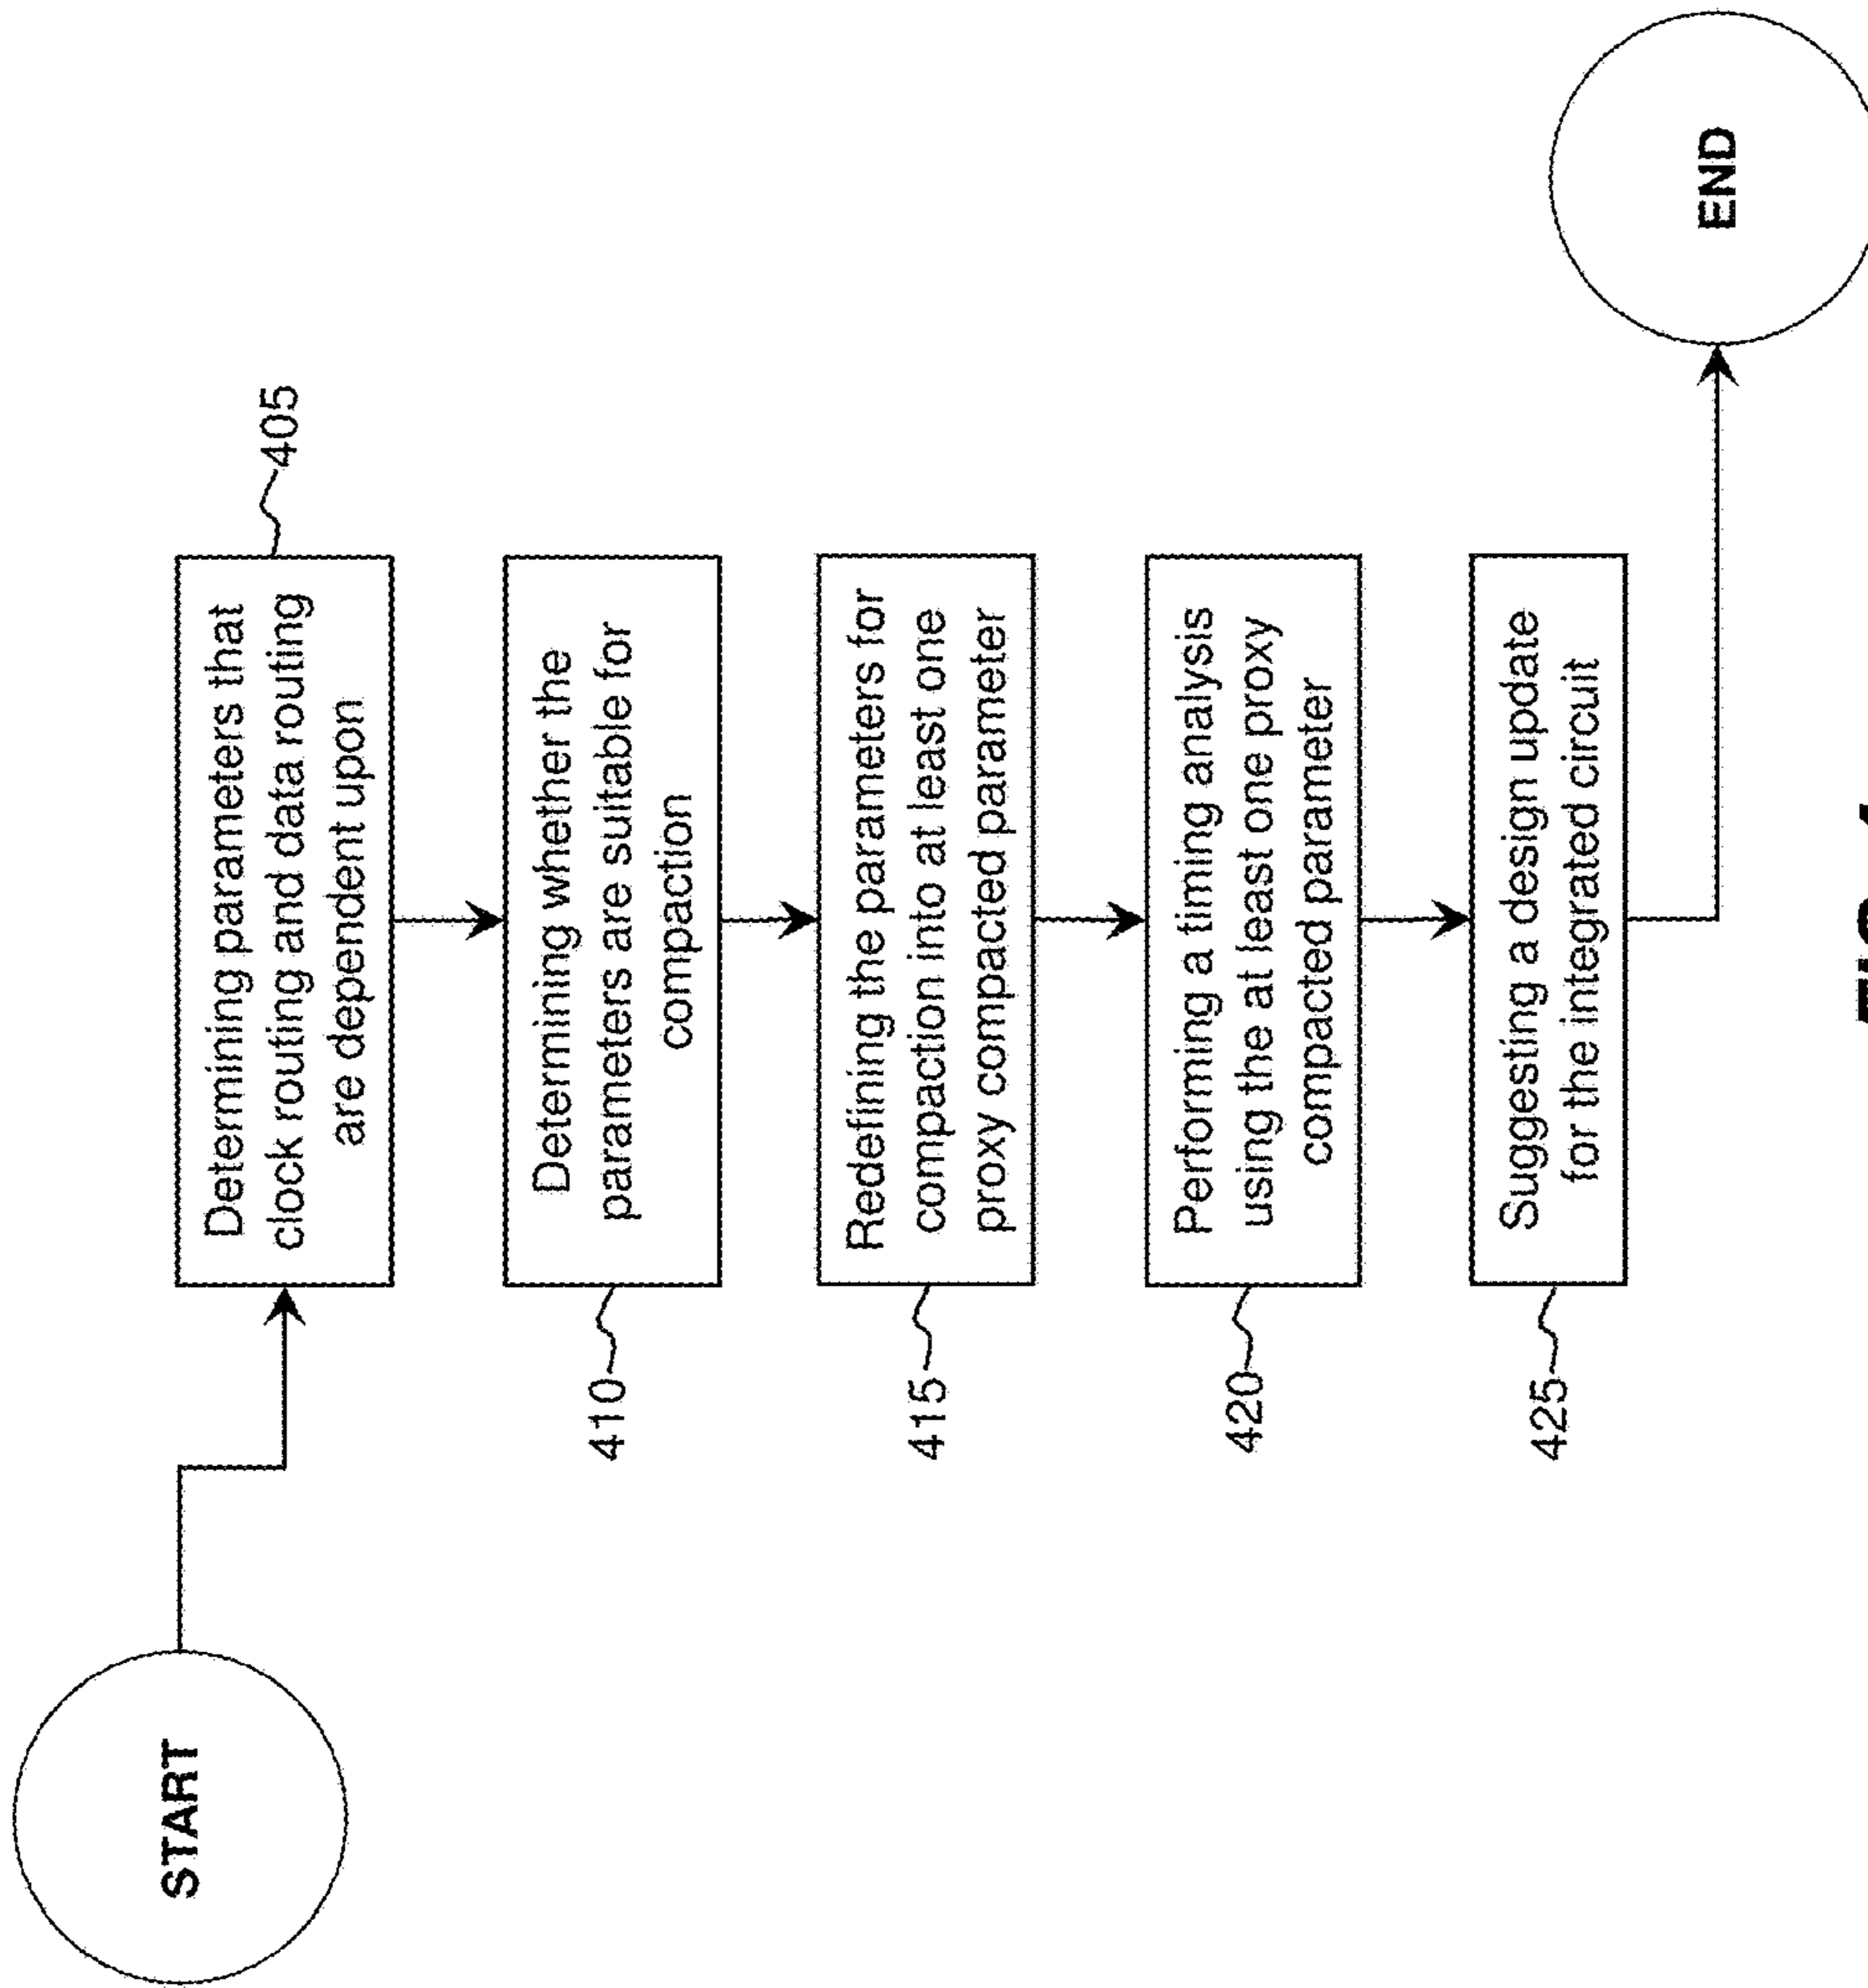 START
Determining parameters that
clock routing and data routing
are dependent upon
405
Determining whether the
parameters are suitable for
compaction
410
Redefining the parameters for
compaction into at least one
proxy compacted parameter
415
Performing a timing analysis
using the at least one proxy
compacted parameter
420
Suggesting a design update
for the integrated circuit
425
END